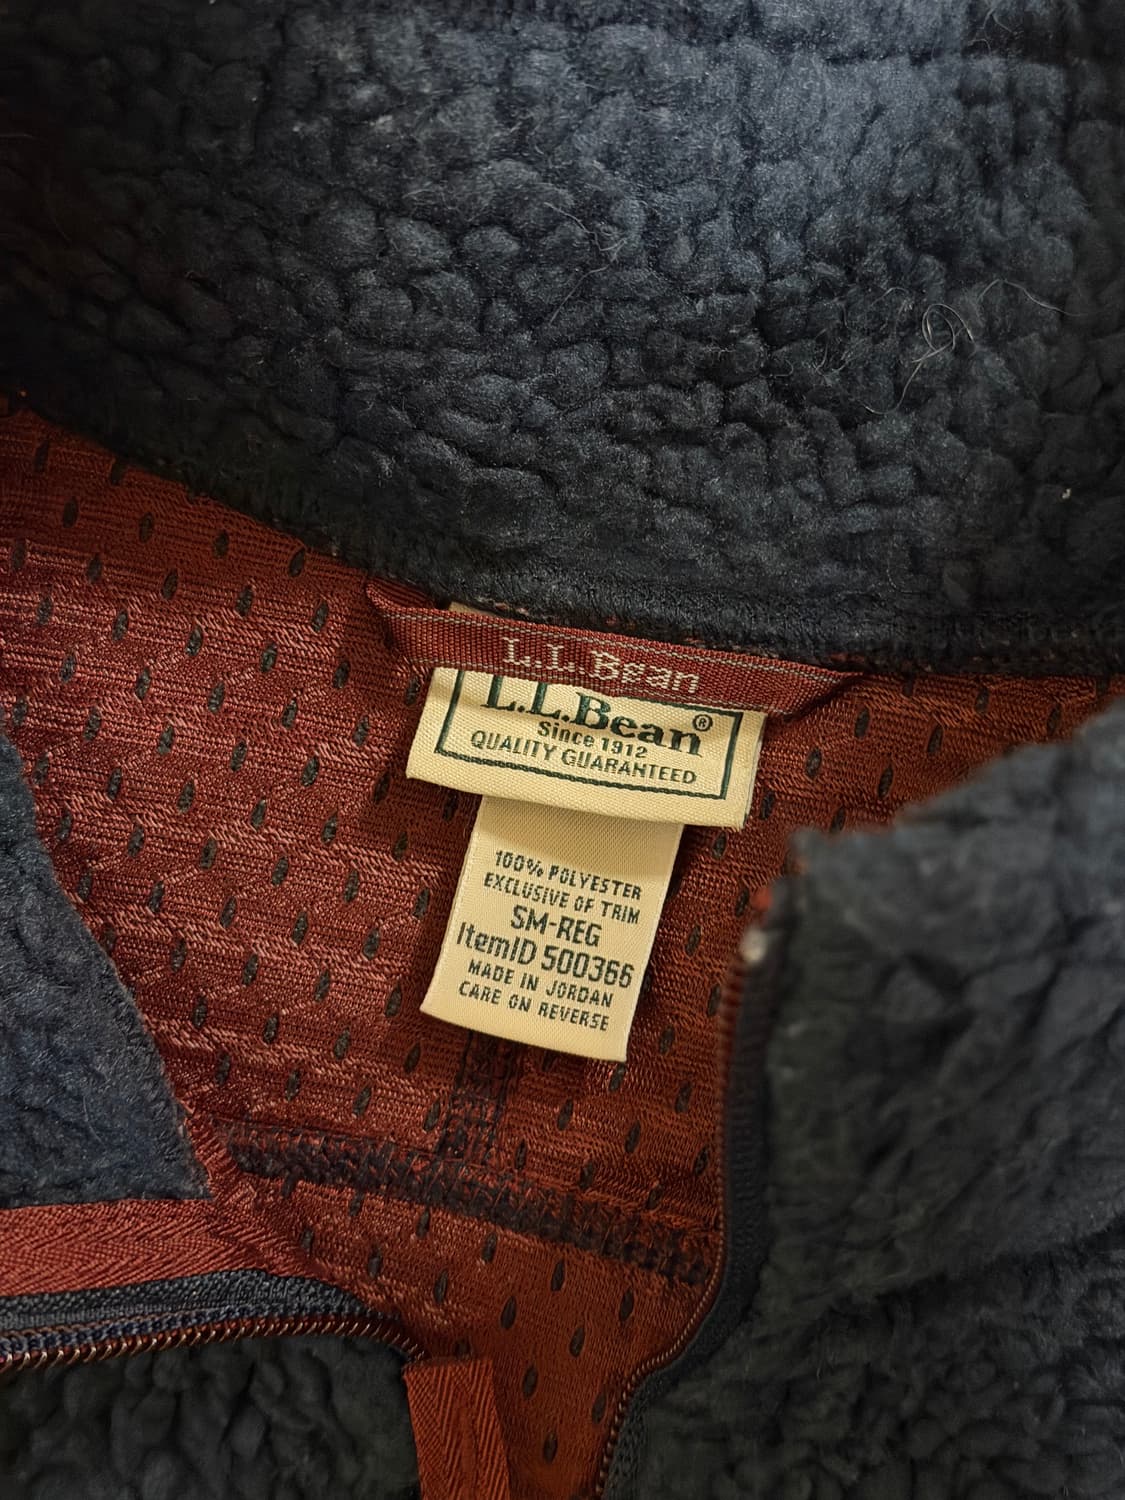 L.L.Bean
L.L.Bean®
Since 1912
QUALITY GUARANTEED
100% POLYESTER
EXCLUSIVE OF TRIM
SM-REG
ItemID 500366
MADE IN JORDAN
CARE ON REVERSE